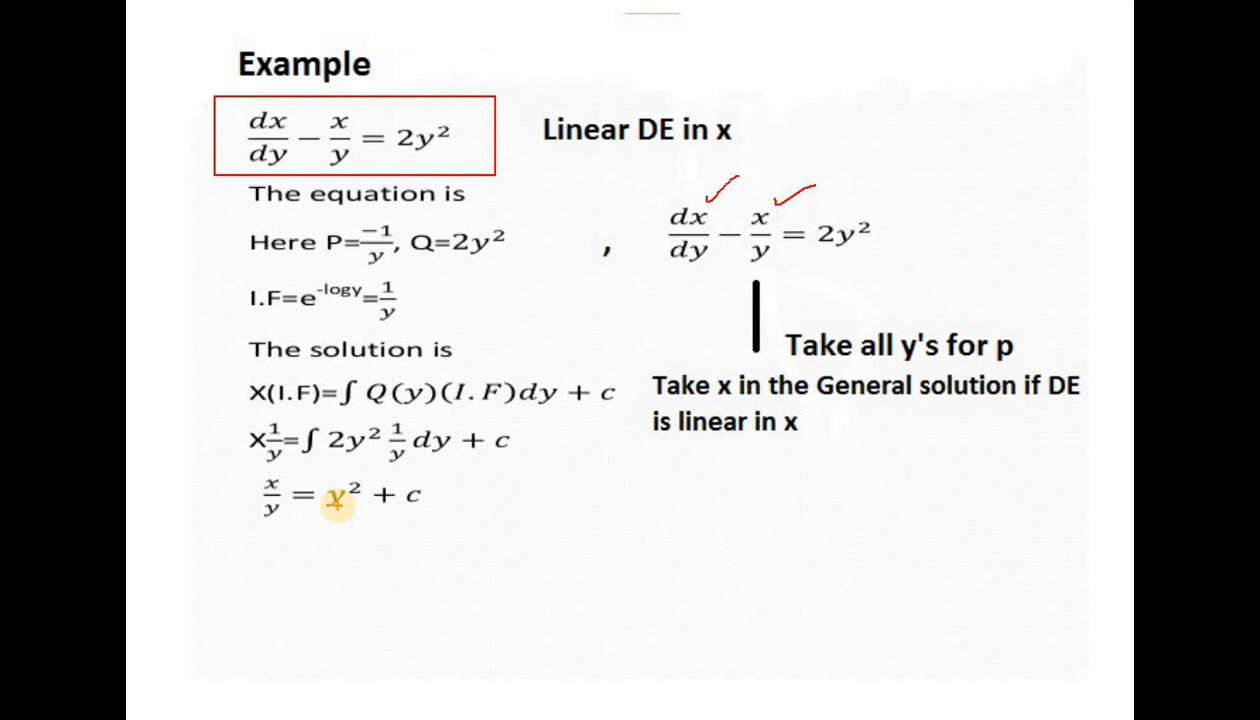 Example
dx/dy − x/y = 2y²
Linear DE in x
The equation is
Here P=−1/y, Q=2y²
, dx/dy − x/y = 2y²
I.F=e^-logy=1/y
The solution is
X(I.F)=∫ Q(y)(I.F)dy + c
X1/y=∫ 2y² 1/y dy + c
x/y = y² + c
Take all y's for p
Take x in the General solution if DE
is linear in x